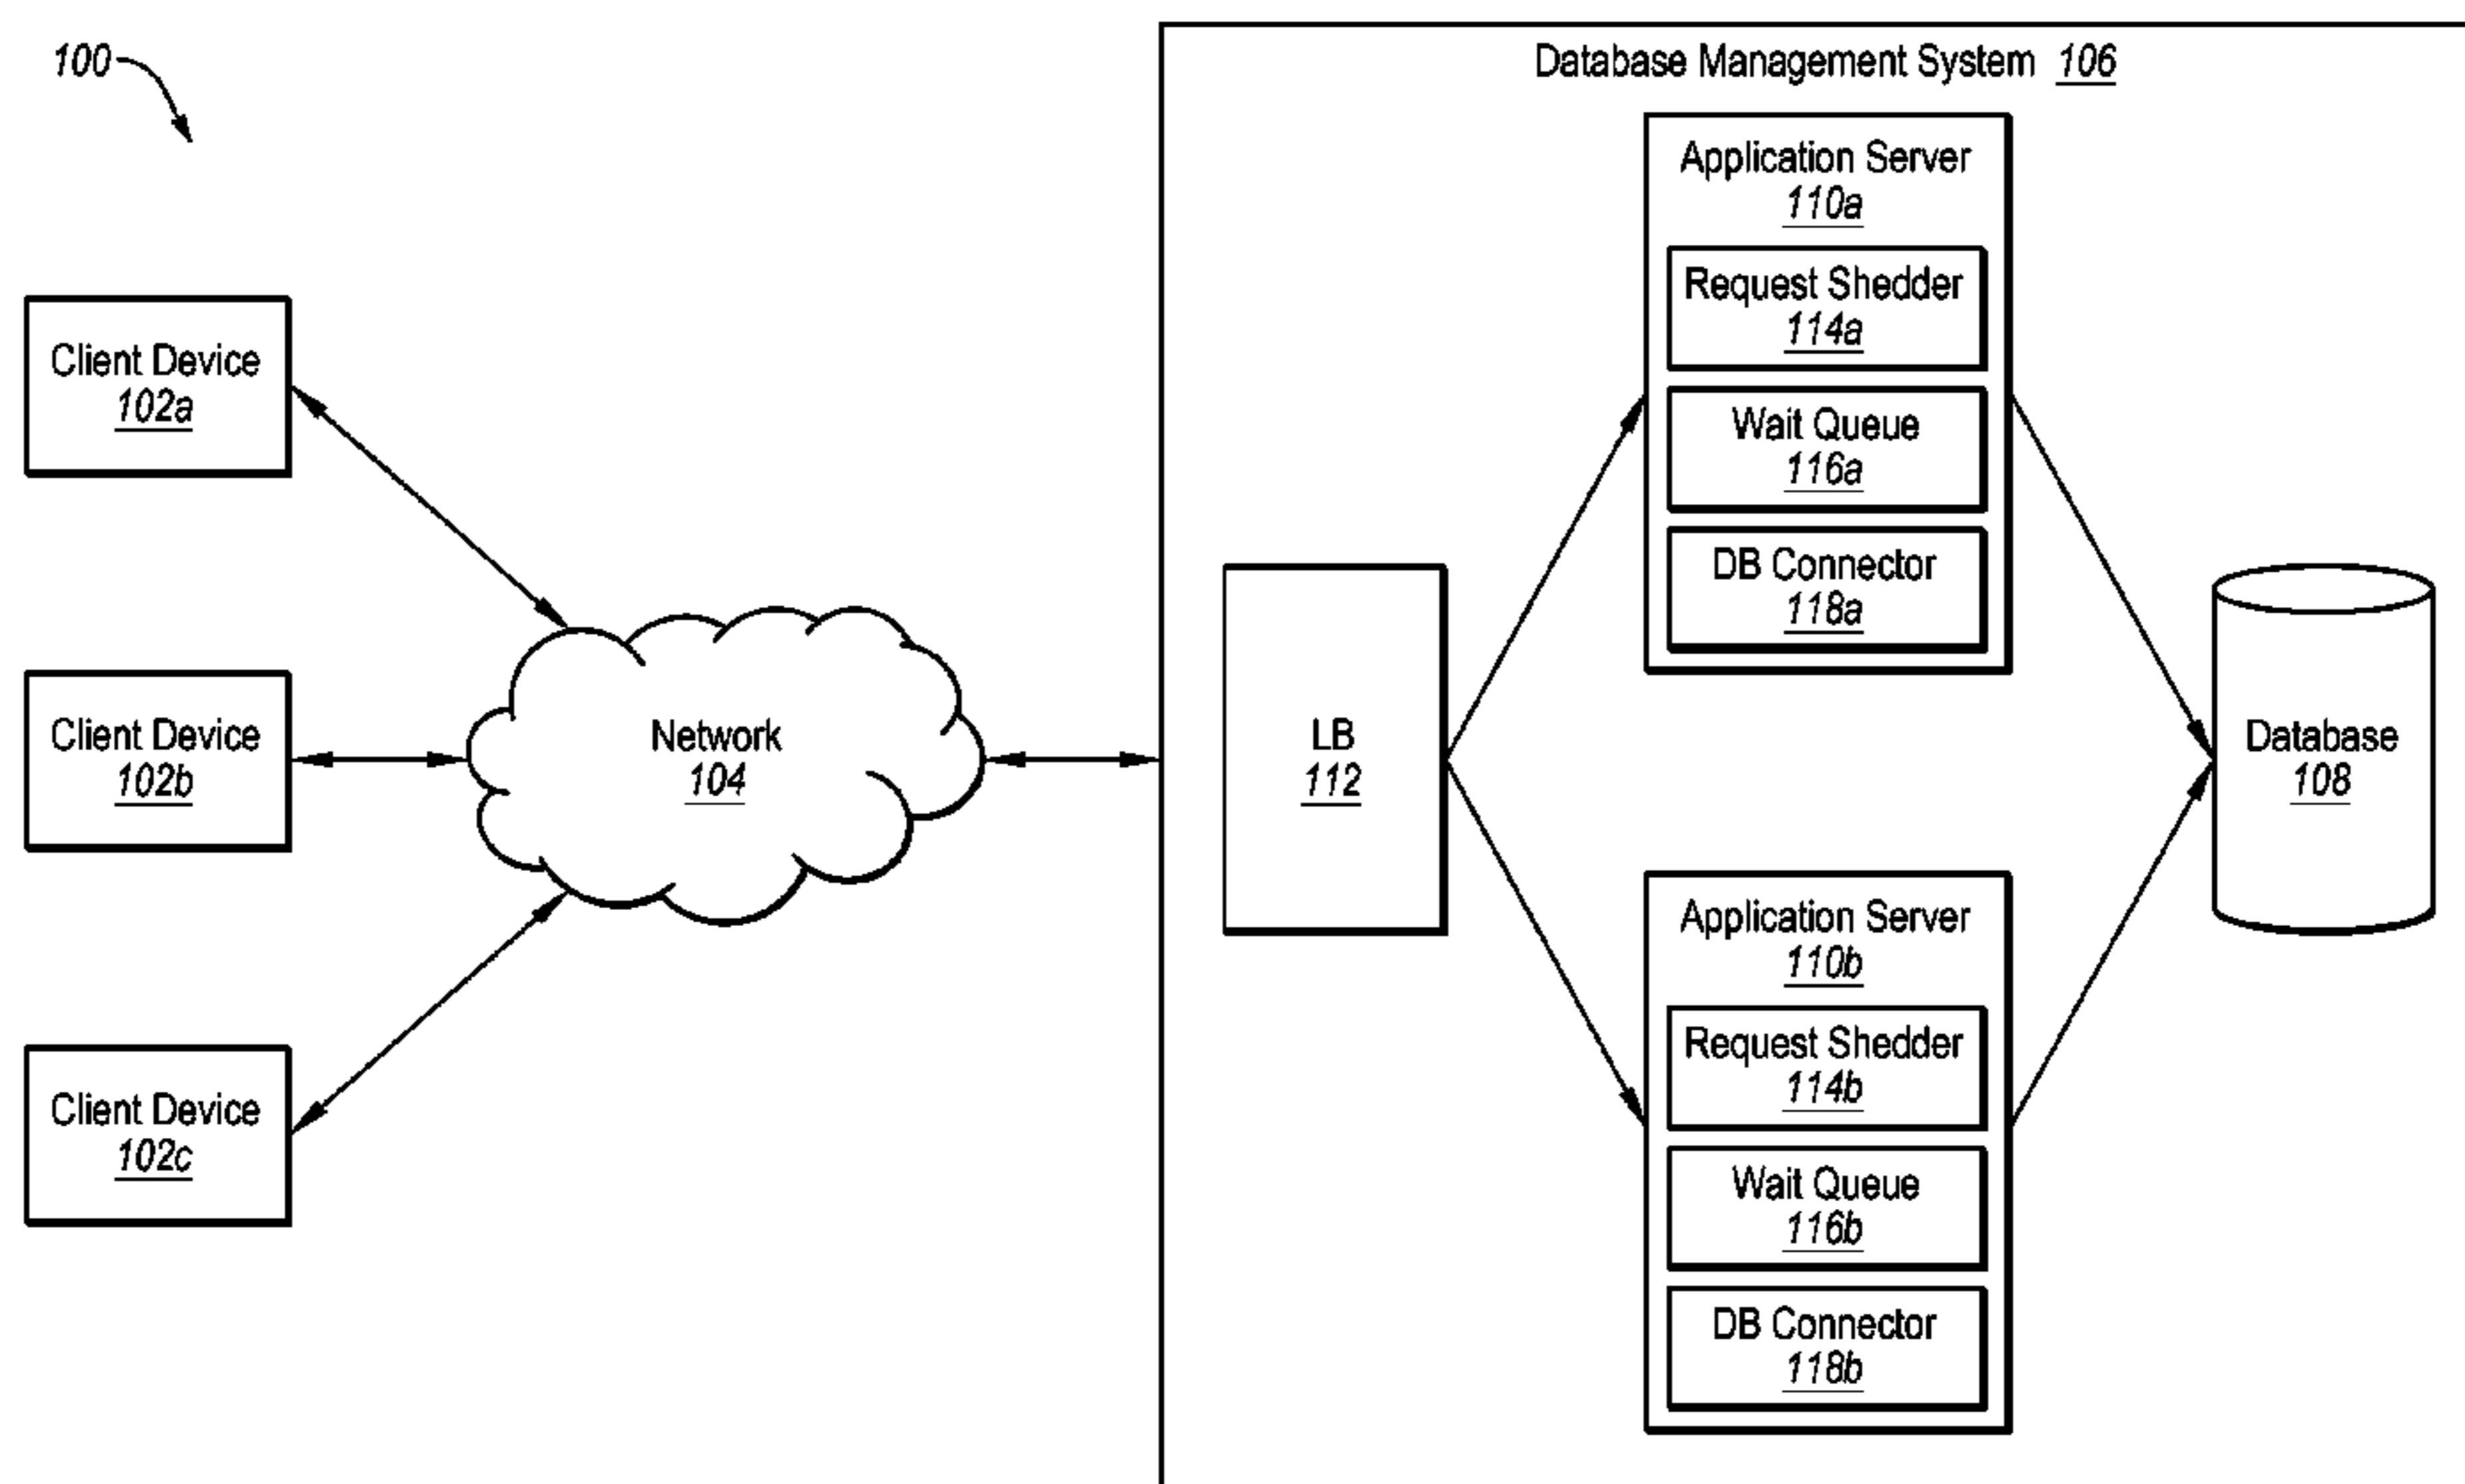 100
Database Management System 106
Client Device
102a
Client Device
102b
Client Device
102c
Network
104
LB
112
Application Server
110a
Request Shedder
114a
Wait Queue
116a
DB Connector
118a
Application Server
110b
Request Shedder
114b
Wait Queue
116b
DB Connector
118b
Database
108